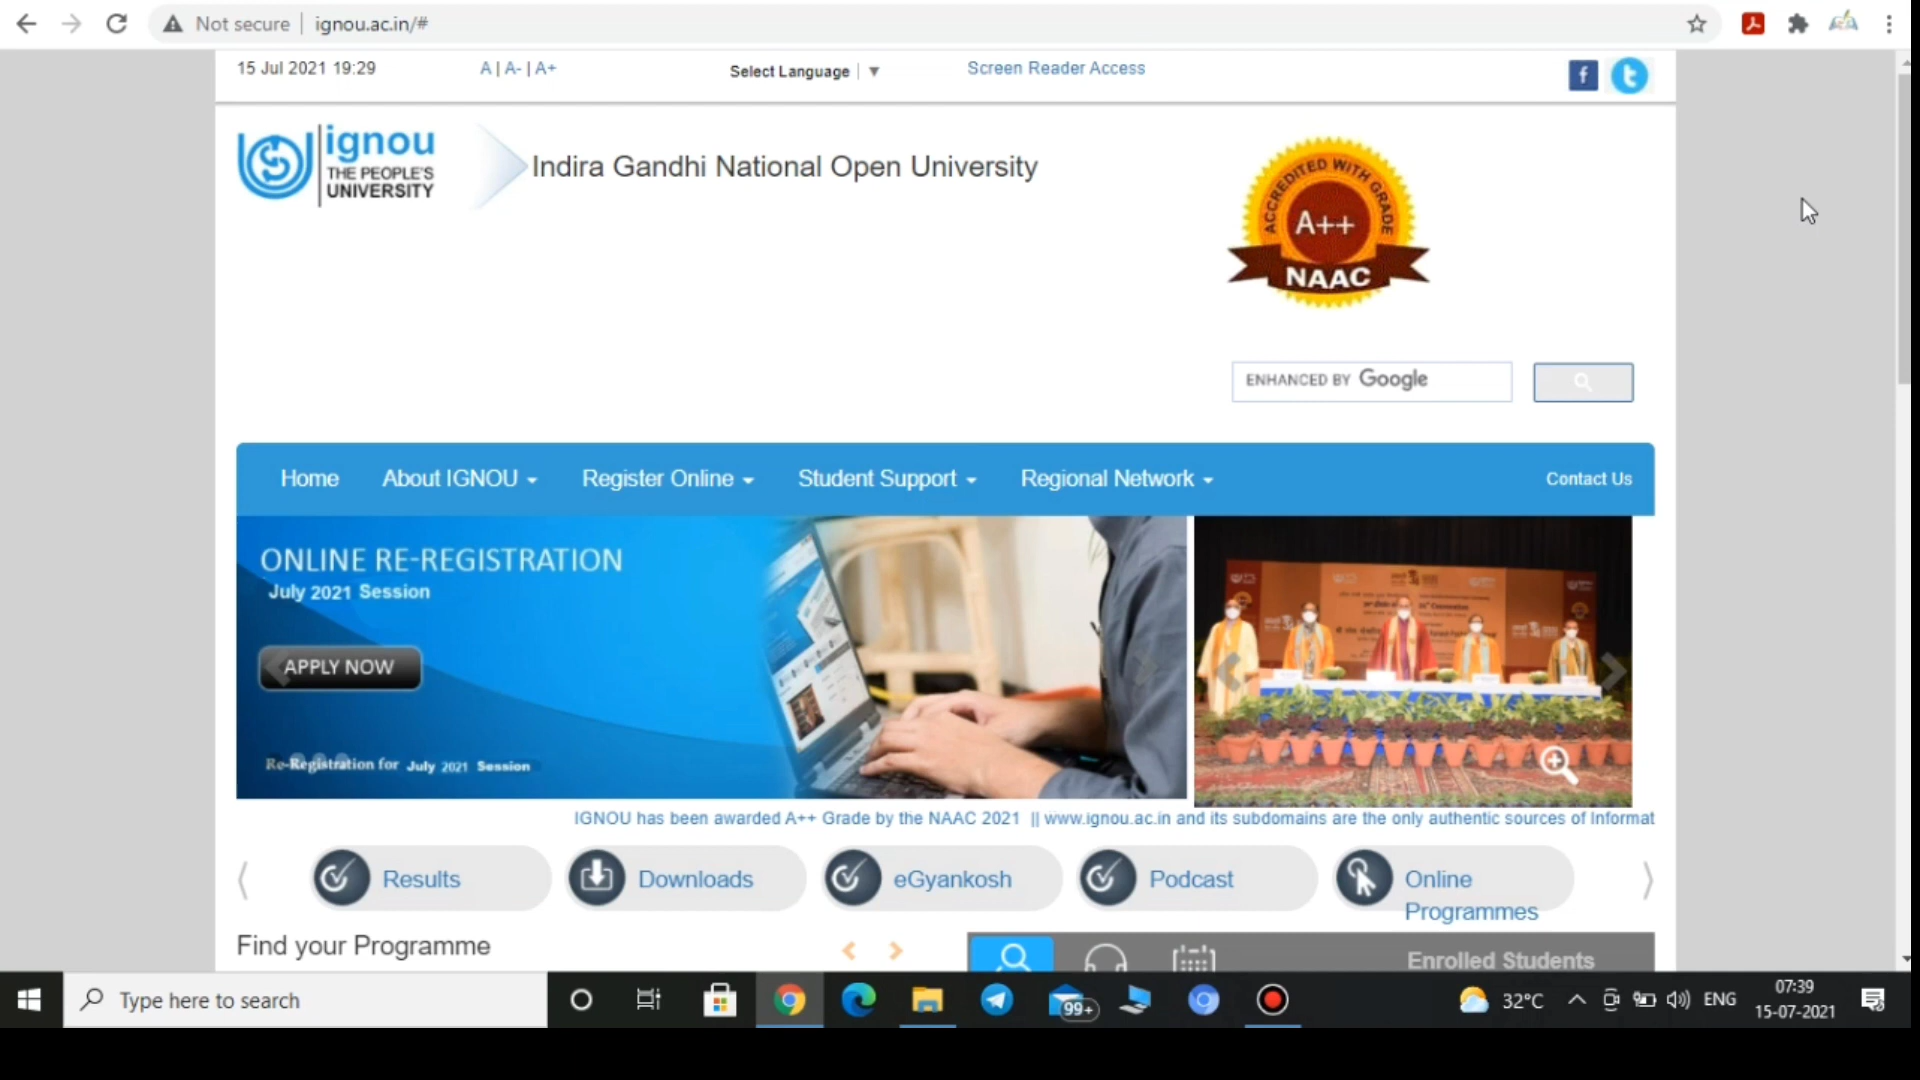 Not secure | ignou.ac.in/#
15 Jul 2021 19:29
A | A- | A+
Select Language ▼
Screen Reader Access
ignou
THE PEOPLE'S
UNIVERSITY
Indira Gandhi National Open University
ACCREDITED WITH GRADE
A++
NAAC
ENHANCED BY Google
Home
About IGNOU
Register Online
Student Support
Regional Network
Contact Us
ONLINE RE-REGISTRATION
July 2021 Session
APPLY NOW
Re-Registration for July 2021 Session
IGNOU has been awarded A++ Grade by the NAAC 2021 || www.ignou.ac.in and its subdomains are the only authentic sources of Informat
Results
Downloads
eGyankosh
Podcast
Online
Programmes
Find your Programme
Enrolled Students
Type here to search
99+
32°C
ENG
07:39
15-07-2021